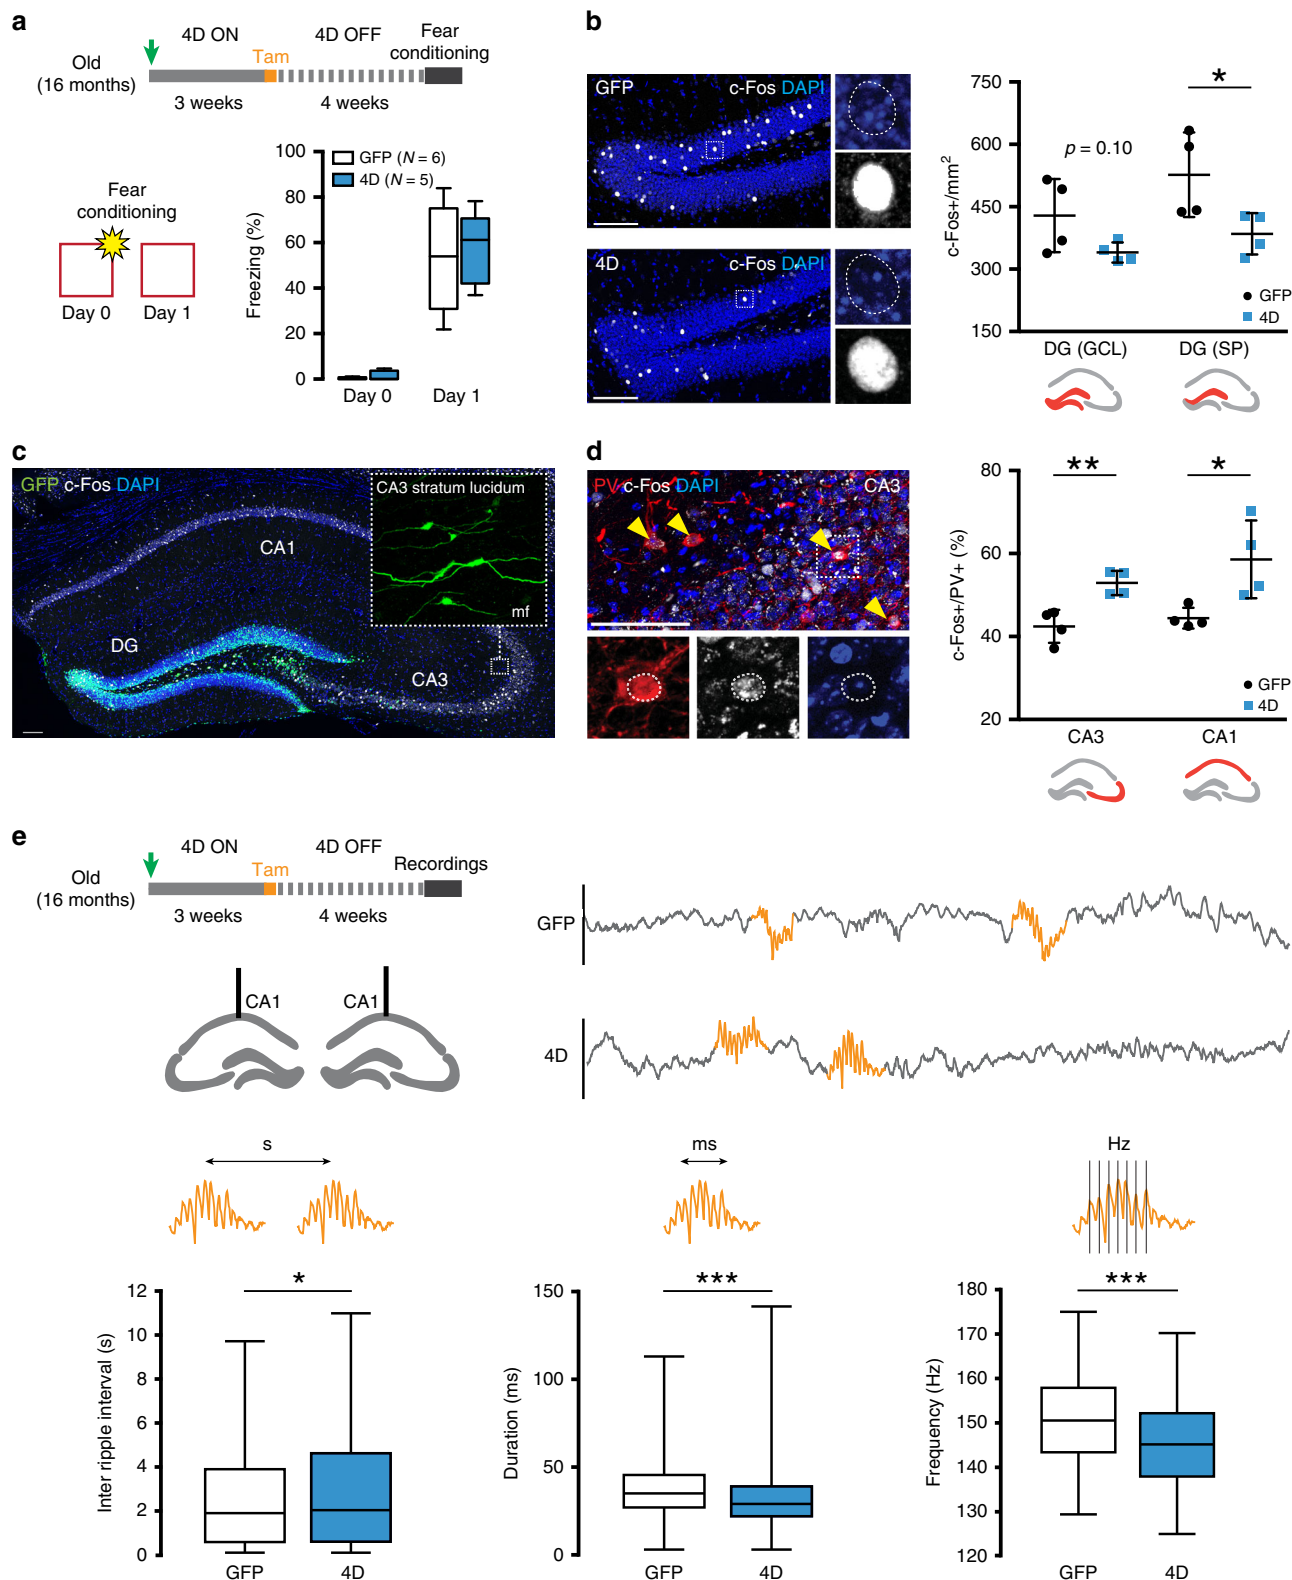 a
4D ON
4D OFF
Fear
conditioning
Tam
Old
(16 months)
3 weeks
4 weeks
Fear
conditioning
Day 0
Day 1
Freezing (%)
100
80
60
40
20
0
GFP (N = 6)
4D (N = 5)
Day 0
Day 1
b
GFP
c-Fos DAPI
4D
c-Fos DAPI
c-Fos+/mm2
750
600
450
300
150
p = 0.10
*
GFP
4D
DG (GCL)
DG (SP)
c
GFP c-Fos DAPI
CA3 stratum lucidum
mf
CA1
DG
CA3
d
PV c-Fos DAPI
CA3
c-Fos+/PV+ (%)
80
60
40
20
**
*
GFP
4D
CA3
CA1
e
4D ON
4D OFF
Recordings
Tam
Old
(16 months)
3 weeks
4 weeks
CA1
CA1
GFP
4D
s
Inter ripple interval (s)
12
10
8
6
4
2
0
*
GFP
4D
ms
Duration (ms)
150
100
50
0
***
GFP
4D
Hz
Frequency (Hz)
180
170
160
150
140
130
120
***
GFP
4D